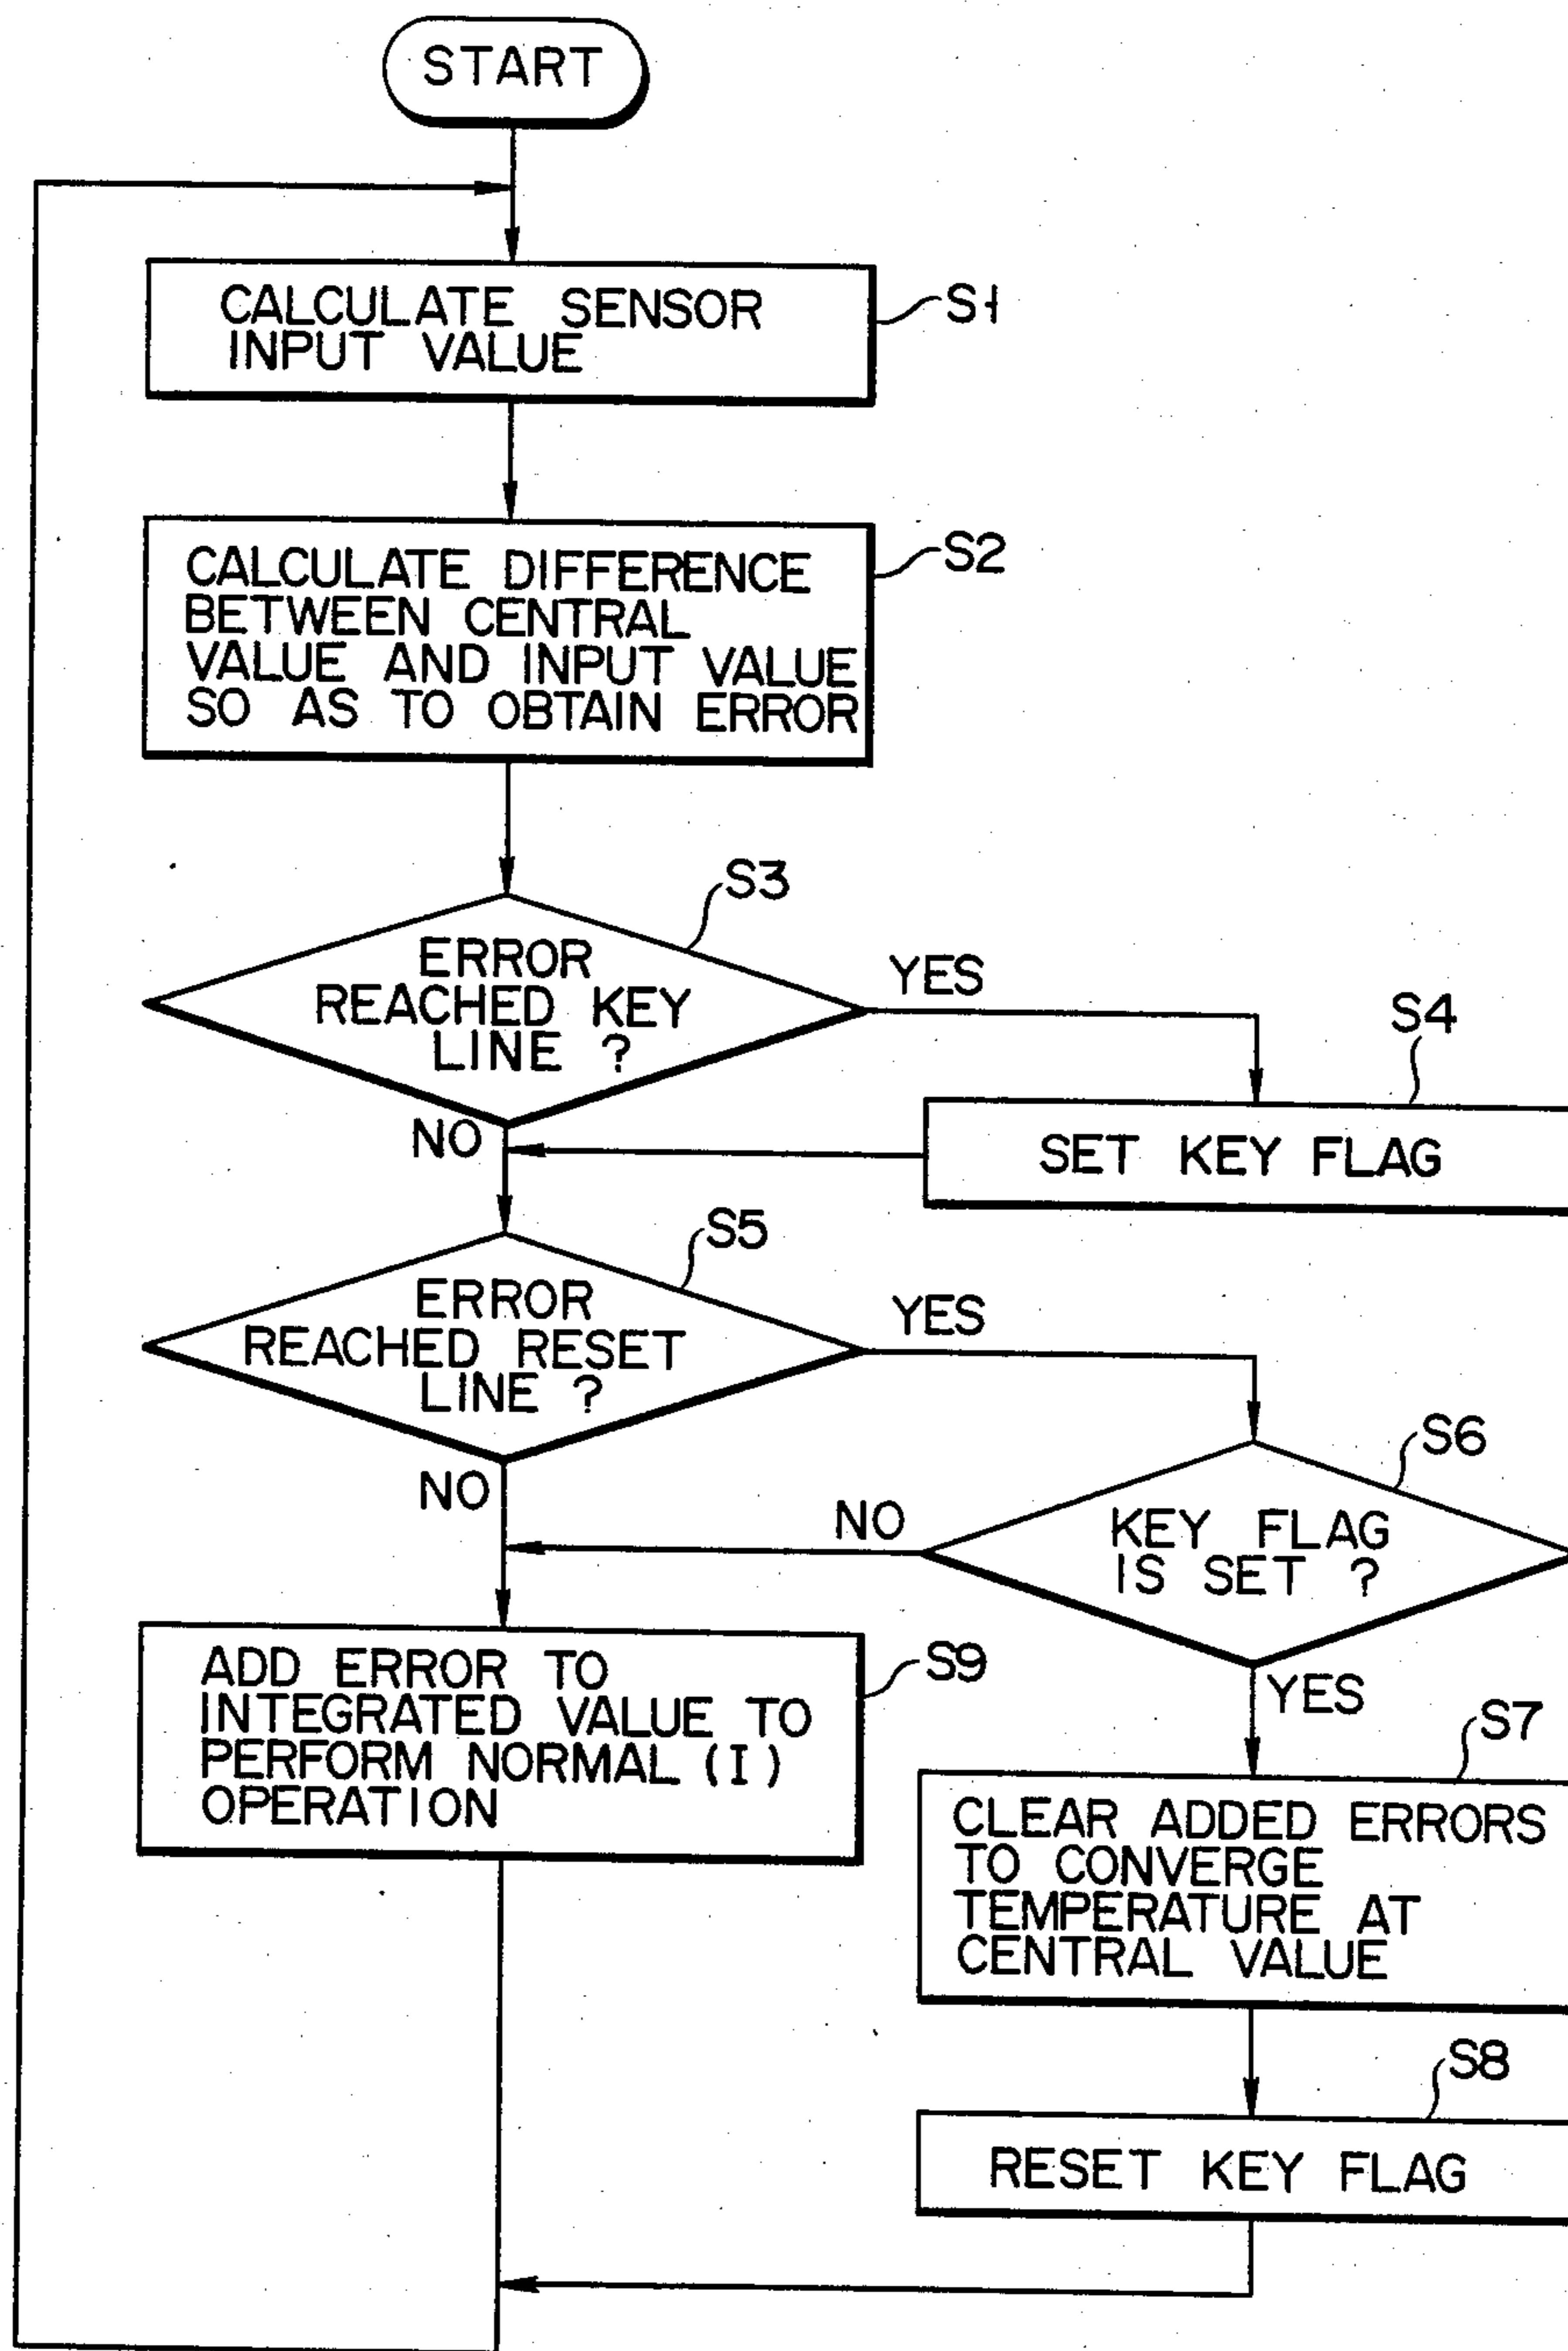 START
CALCULATE SENSOR
INPUT VALUE
S1
CALCULATE DIFFERENCE
BETWEEN CENTRAL
VALUE AND INPUT VALUE
SO AS TO OBTAIN ERROR
S2
ERROR
REACHED KEY
LINE ?
S3
YES
NO
S4
SET KEY FLAG
ERROR
REACHED RESET
LINE ?
S5
YES
NO
S6
KEY FLAG
IS SET ?
NO
YES
ADD ERROR TO
INTEGRATED VALUE TO
PERFORM NORMAL (I)
OPERATION
S9
S7
CLEAR ADDED ERRORS
TO CONVERGE
TEMPERATURE AT
CENTRAL VALUE
S8
RESET KEY FLAG